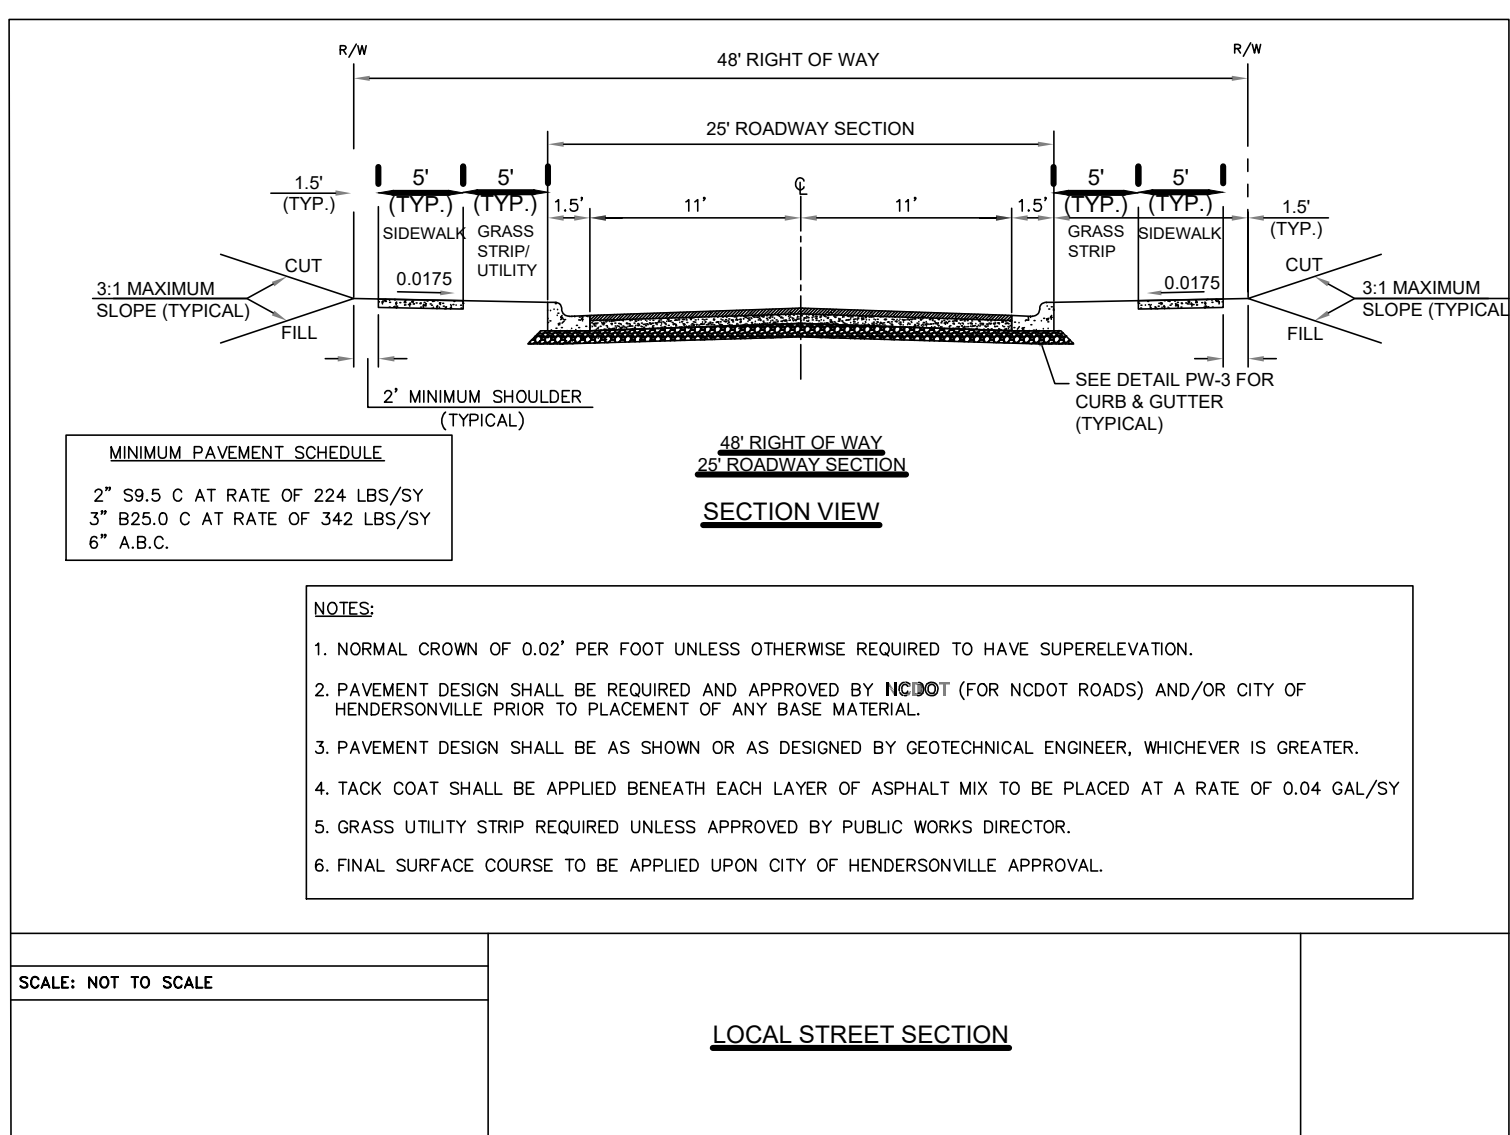 R/W
R/W
48' RIGHT OF WAY
25' ROADWAY SECTION
1.5'
(TYP.)
5'
(TYP.)
SIDEWALK
5'
(TYP.)
GRASS
STRIP/
UTILITY
1.5'
11'
℄
11'
1.5'
5'
(TYP.)
GRASS
STRIP
5'
(TYP.)
SIDEWALK
1.5'
(TYP.)
CUT
0.0175
3:1 MAXIMUM
SLOPE (TYPICAL)
FILL
0.0175
CUT
3:1 MAXIMUM
SLOPE (TYPICAL
FILL
2' MINIMUM SHOULDER
(TYPICAL)
SEE DETAIL PW-3 FOR
CURB & GUTTER
(TYPICAL)
48' RIGHT OF WAY
25' ROADWAY SECTION
SECTION VIEW
MINIMUM PAVEMENT SCHEDULE
2" S9.5 C AT RATE OF 224 LBS/SY
3" B25.0 C AT RATE OF 342 LBS/SY
6" A.B.C.
NOTES:
1. NORMAL CROWN OF 0.02' PER FOOT UNLESS OTHERWISE REQUIRED TO HAVE SUPERELEVATION.
2. PAVEMENT DESIGN SHALL BE REQUIRED AND APPROVED BY NCDOT (FOR NCDOT ROADS) AND/OR CITY OF
HENDERSONVILLE PRIOR TO PLACEMENT OF ANY BASE MATERIAL.
3. PAVEMENT DESIGN SHALL BE AS SHOWN OR AS DESIGNED BY GEOTECHNICAL ENGINEER, WHICHEVER IS GREATER.
4. TACK COAT SHALL BE APPLIED BENEATH EACH LAYER OF ASPHALT MIX TO BE PLACED AT A RATE OF 0.04 GAL/SY
5. GRASS UTILITY STRIP REQUIRED UNLESS APPROVED BY PUBLIC WORKS DIRECTOR.
6. FINAL SURFACE COURSE TO BE APPLIED UPON CITY OF HENDERSONVILLE APPROVAL.
SCALE: NOT TO SCALE
LOCAL STREET SECTION